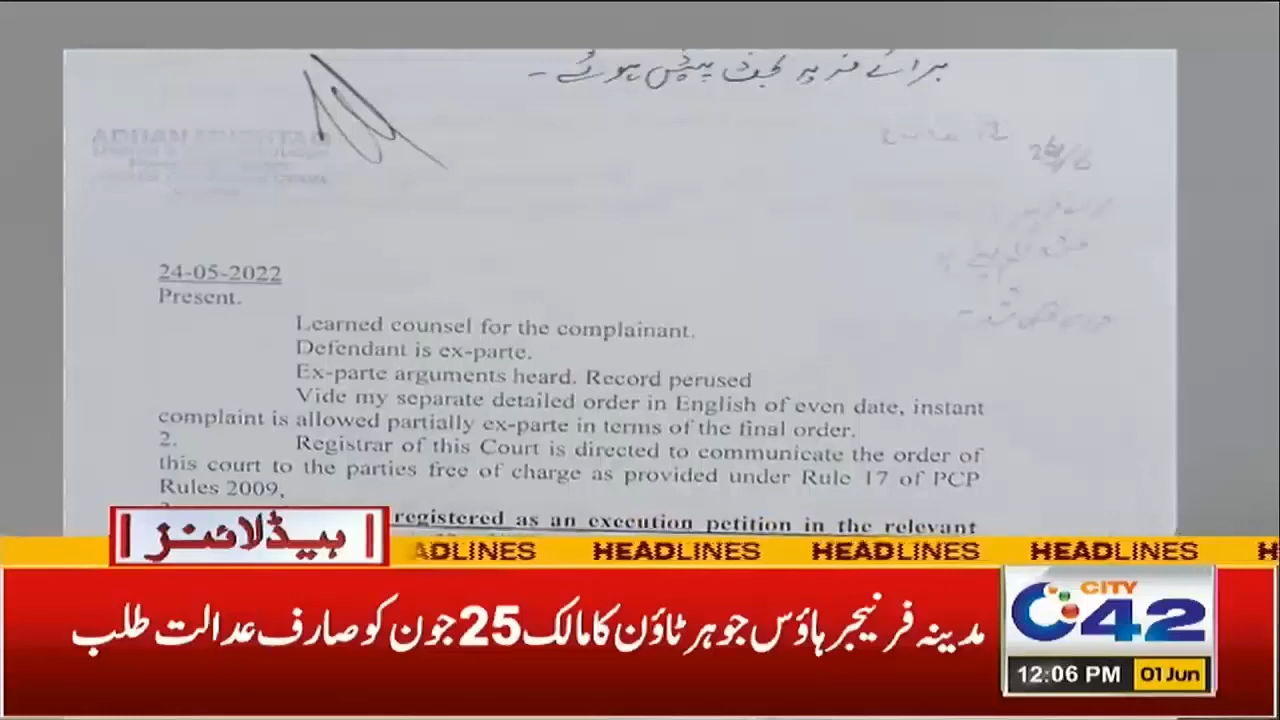 برائے مزید بحث پیش ہوئے ۔
24-05-2022
Present.
Learned counsel for the complainant.
Defendant is ex-parte.
Ex-parte arguments heard. Record perused
Vide my separate detailed order in English of even date, instant
complaint is allowed partially ex-parte in terms of the final order.
2. Registrar of this Court is directed to communicate the order of
this court to the parties free of charge as provided under Rule 17 of PCP
Rules 2009,
registered as an execution petition in the relevant
ہیڈلائنز
ADLINES HEADLINES HEADLINES HEADLINES H
مدینہ فرنیچر ہاؤس جوہر ٹاؤن کا مالک 25 جون کو صارف عدالت طلب
CITY
42
12:06 PM 01 Jun